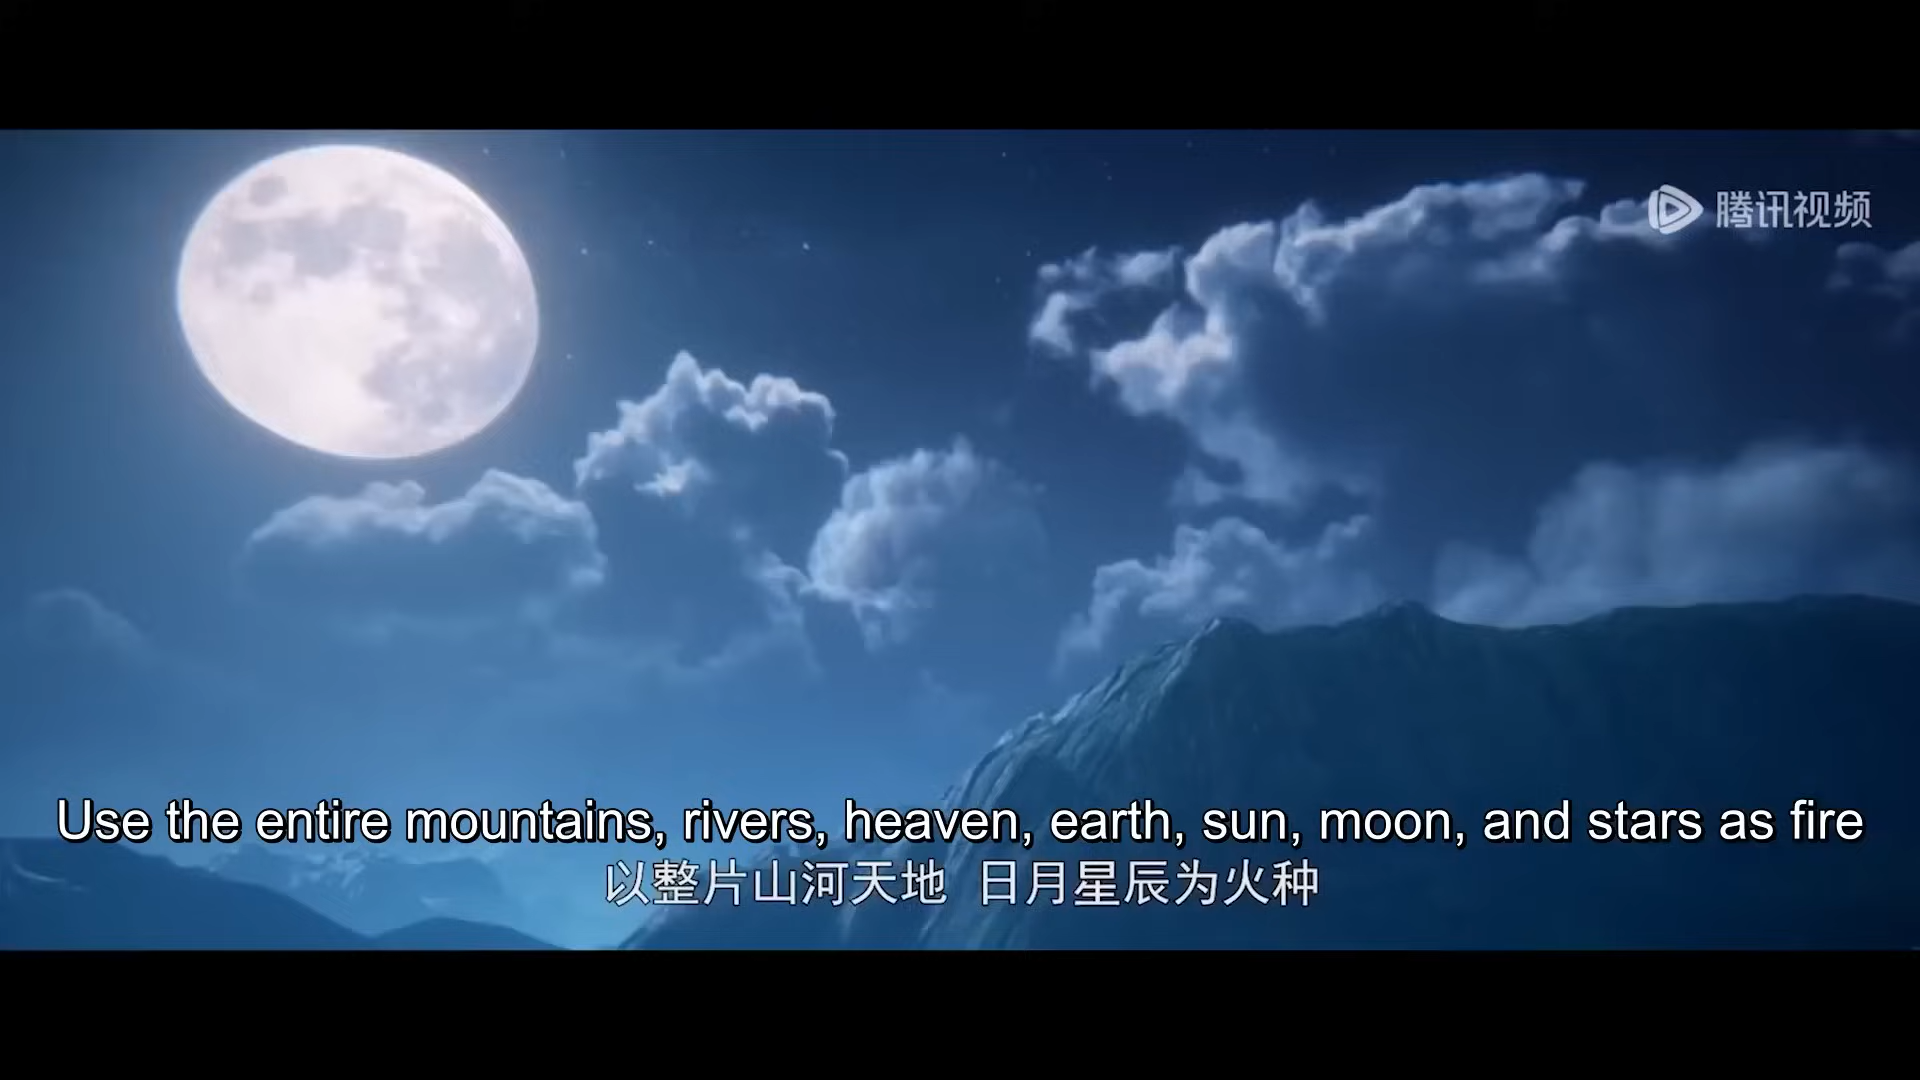 腾讯视频
Use the entire mountains, rivers, heaven, earth, sun, moon, and stars as fire
以整片山河天地 日月星辰为火种